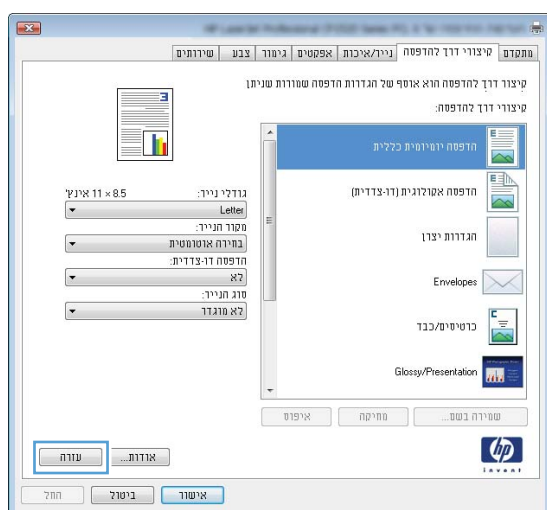 מתקדם קיצורי דרך להדפסה נייר/איכות אפקטים גימור צבע שירותים
קיצור דרך להדפסה הוא אוסף של הגדרות הדפסה שמורות שניתן
קיצורי דרך להדפסה:
הדפסה יומיומית כללית
הדפסה אקולוגית (דו-צדדית)
הגדרות יצרן
Envelopes
כרטיסים/כבד
Glossy/Presentation
שמירה בשם... מחיקה איפוס
גודלי נייר: 8.5 × 11 אינץ'
Letter
מקור הנייר:
בחירה אוטומטית
הדפסה דו-צדדית:
לא
סוג הנייר:
לא מוגדר
hp
invent
אודות... עזרה
אישור ביטול החל